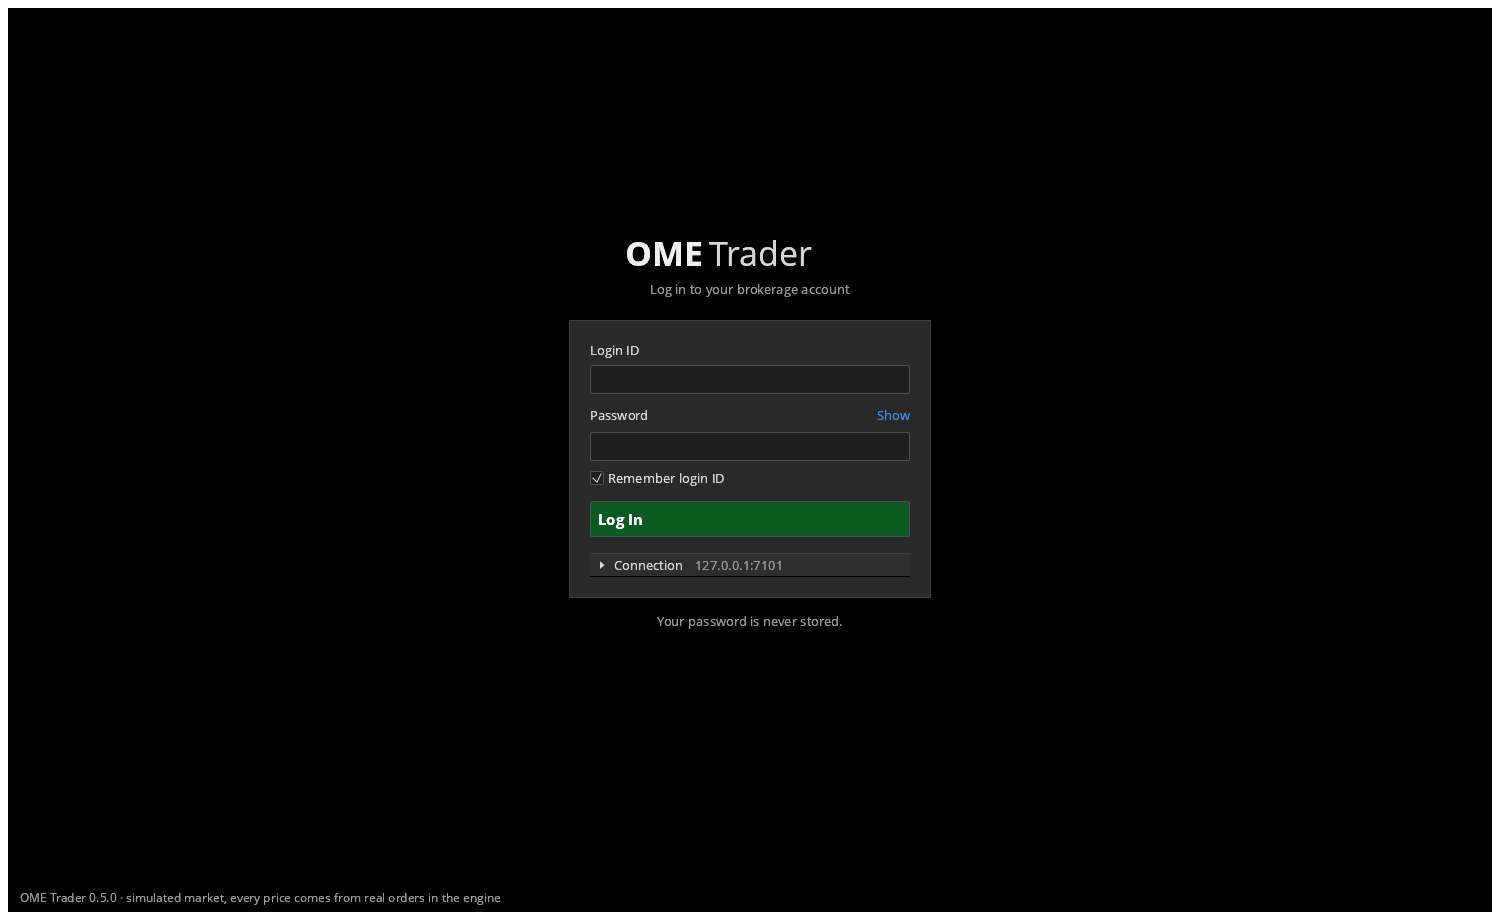 OME Trader
Log in to your brokerage account
Login ID
Password Show
Remember login ID
Log In
Connection 127.0.0.1:7101
Your password is never stored.
OME Trader 0.5.0 · simulated market, every price comes from real orders in the engine